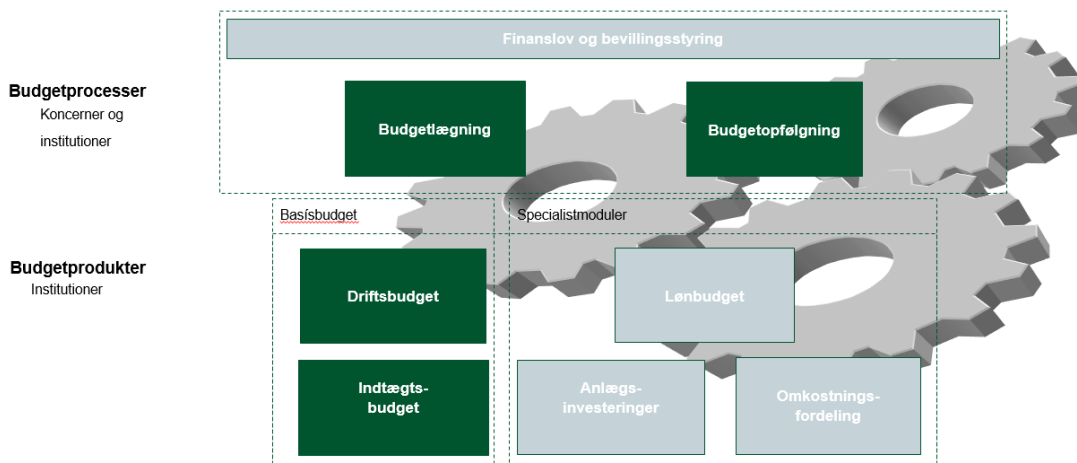 Finanslov og bevillingsstyring
Budgetprocesser
Koncerner og
institutioner
Budgetlægning
Budgetopfølgning
Basísbudget
Specialistmoduler
Budgetprodukter
Institutioner
Driftsbudget
Lønbudget
Indtægts-
budget
Anlægs-
investeringer
Omkostnings-
fordeling